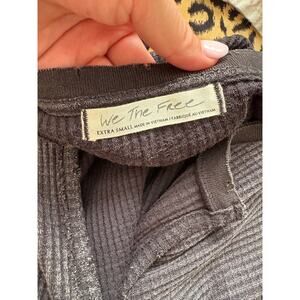 We The Free
EXTRA SMALL MADE IN VIETNAM / FABRIQUÉ AU VIETNAM